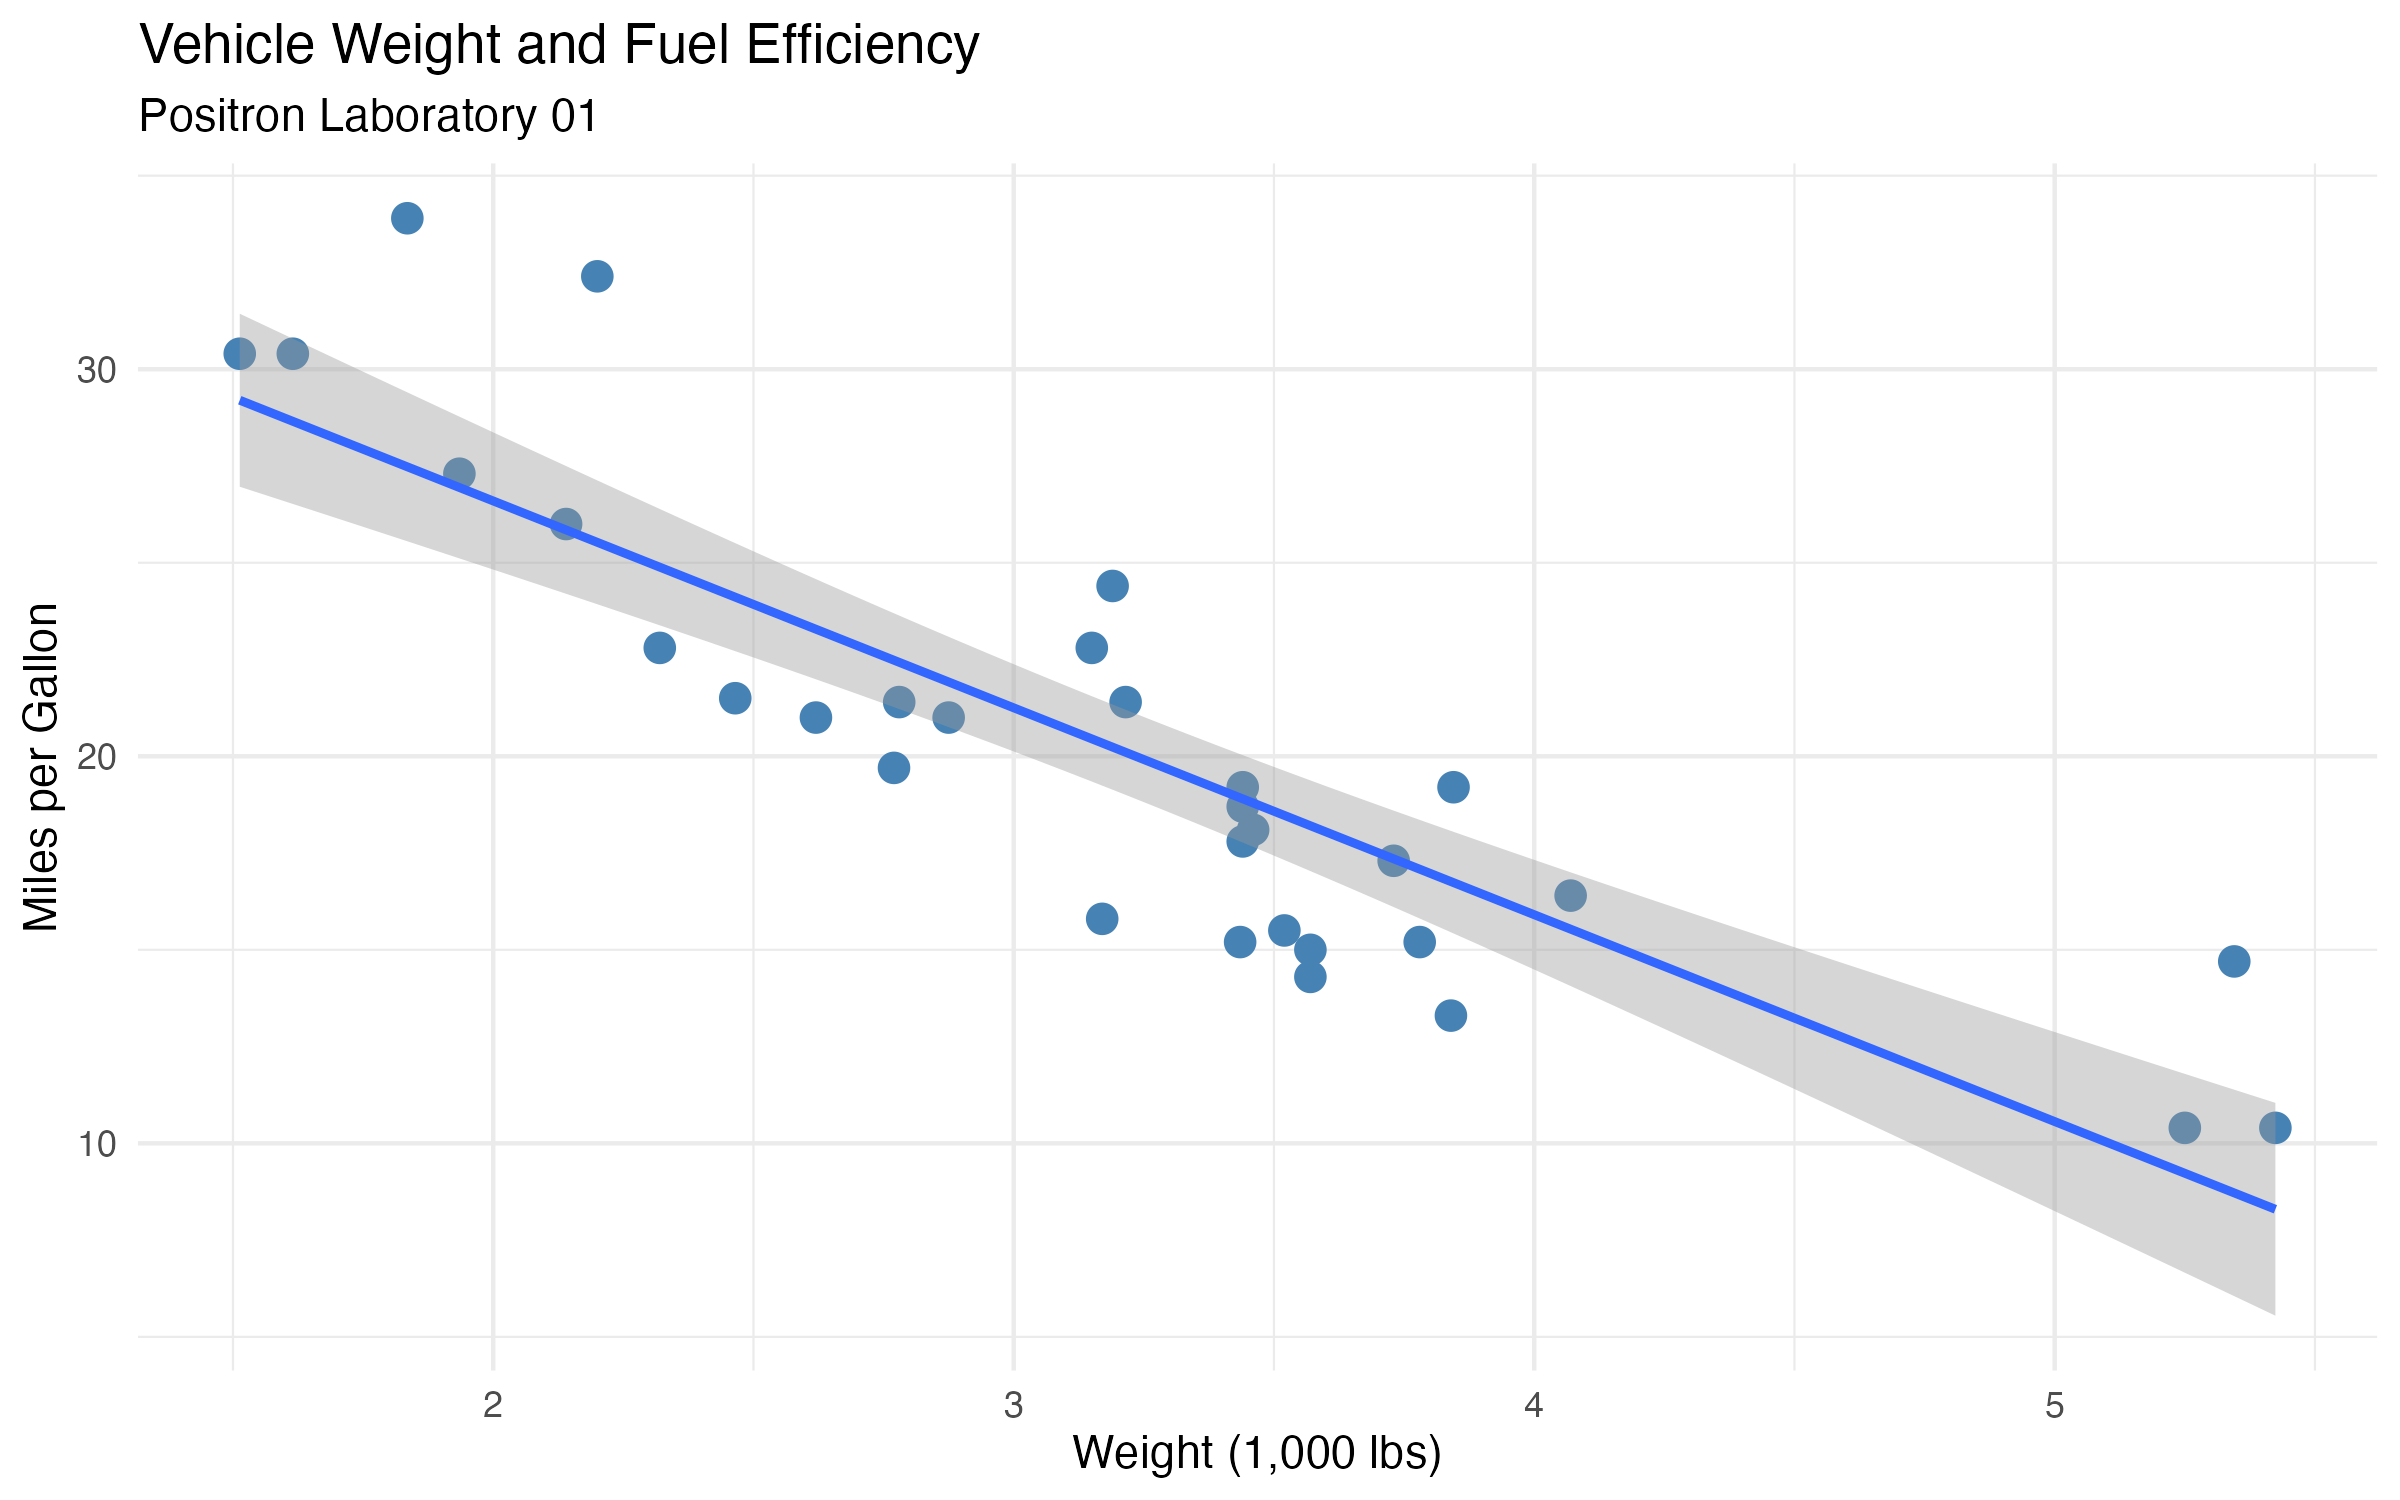 Vehicle Weight and Fuel Efficiency
Positron Laboratory 01
Miles per Gallon
30
20
10
2 3 4 5
Weight (1,000 lbs)